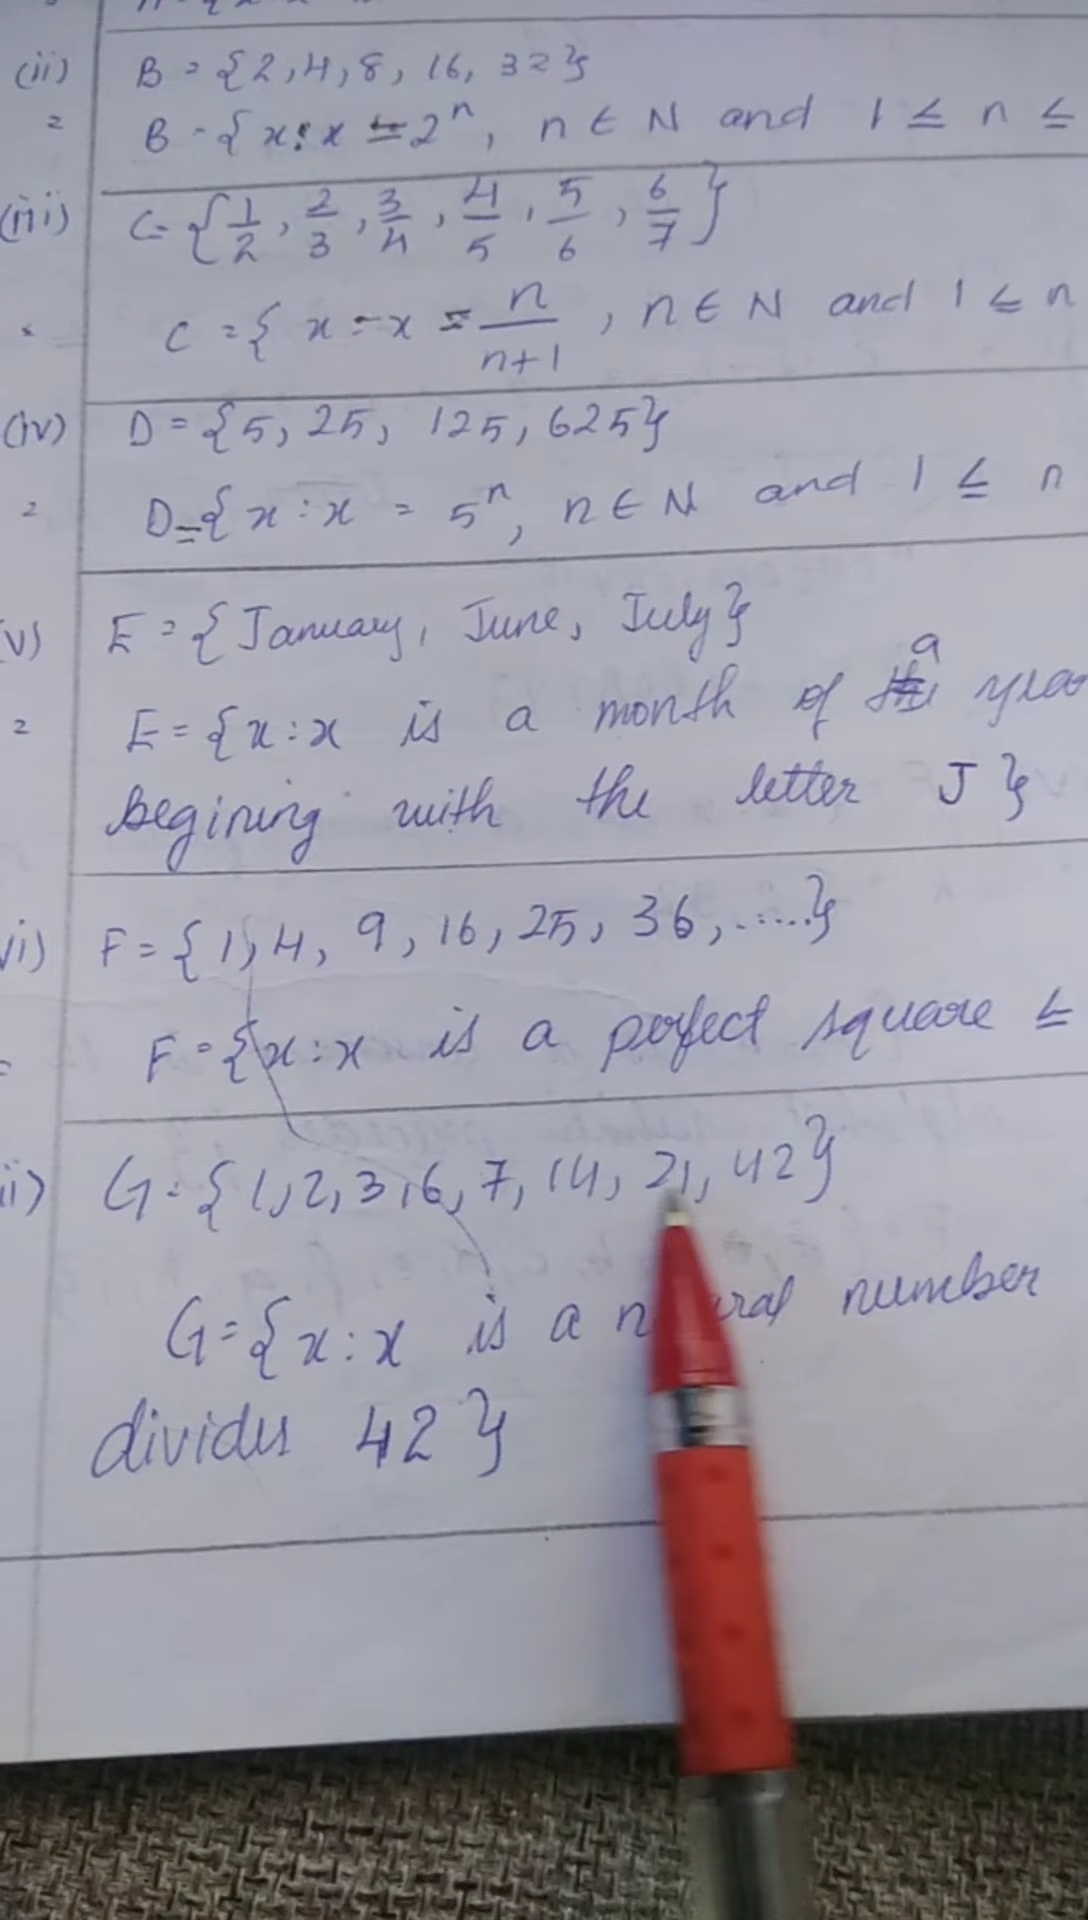 (ii) B = {2, 4, 8, 16, 32}
= B = {x : x = 2ⁿ, n ∈ N and 1 ≤ n ≤
(iii) C = {1/2, 2/3, 3/4, 4/5, 5/6, 6/7}
C = { x - x = n/n+1 , n ∈ N and 1 ≤ n
(iv) D = {5, 25, 125, 625}
= D = {x : x = 5ⁿ, n ∈ N and 1 ≤ n
v) E = {January, June, July}
a
= E = {x : x is a month of year
begining with the letter J}
vi) F = {1, 4, 9, 16, 25, 36, .....}
= F = {x : x is a perfect square ≤
ii) G = {1, 2, 3, 6, 7, 14, 21, 42}
G = {x : x is a number
divides 42}